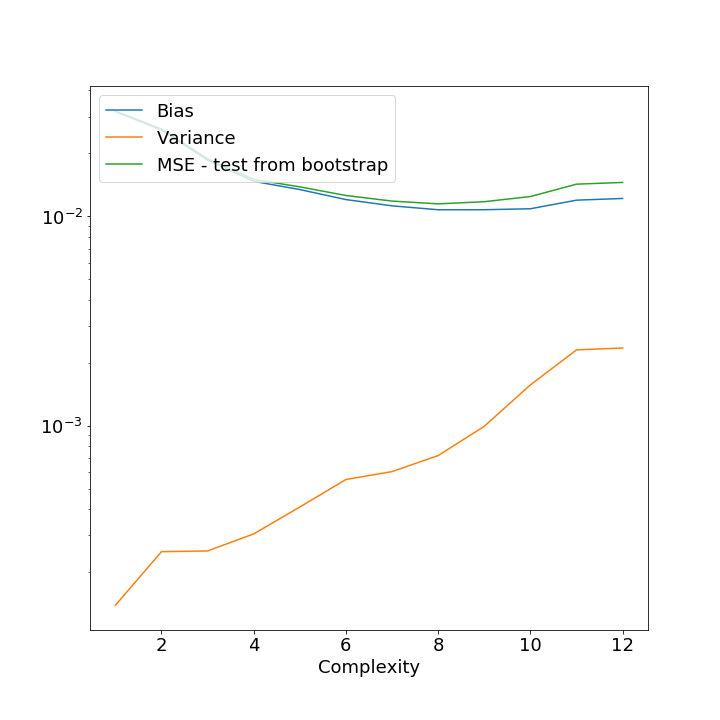 Bias
Variance
MSE - test from bootstrap
10⁻²
10⁻³
2 4 6 8 10 12
Complexity